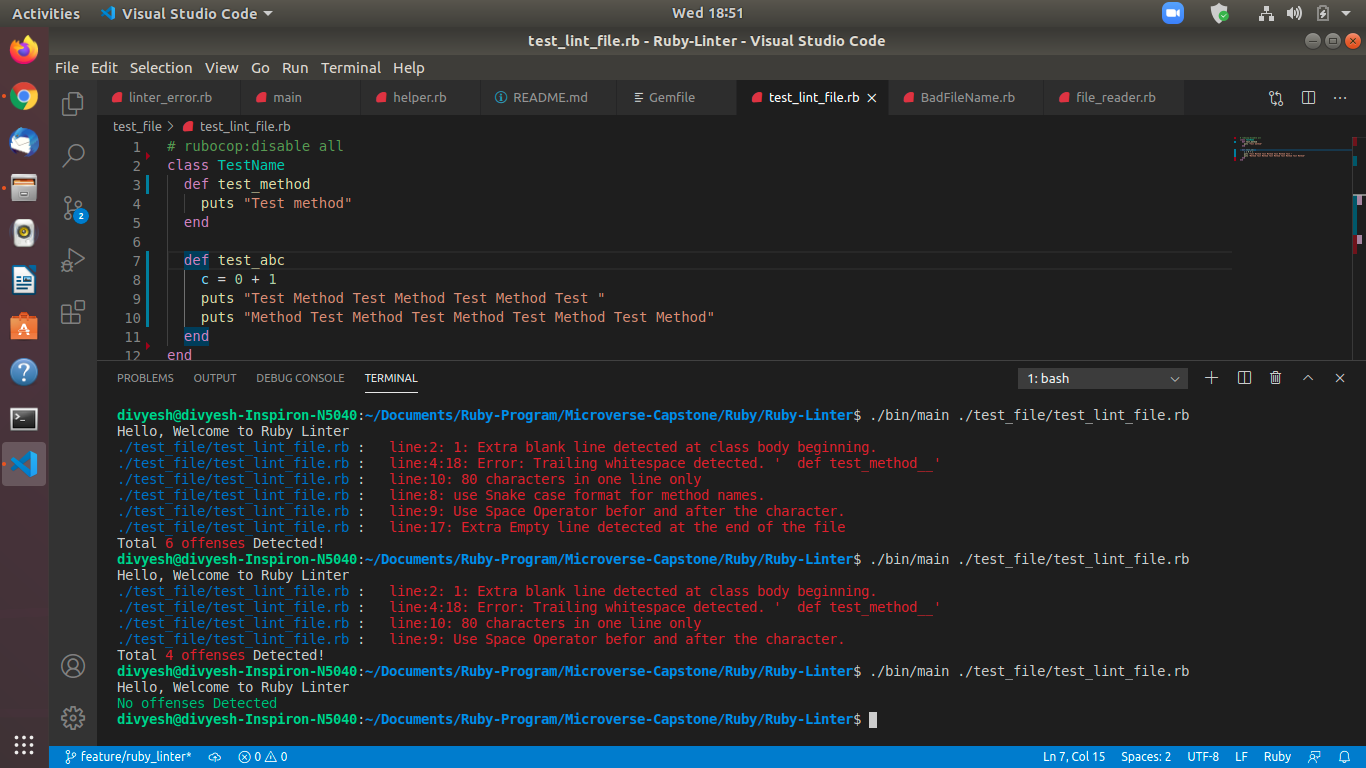 Activities Visual Studio Code Wed 18:51
test_lint_file.rb - Ruby-Linter - Visual Studio Code
File Edit Selection View Go Run Terminal Help
linter_error.rb main helper.rb README.md Gemfile test_lint_file.rb BadFileName.rb file_reader.rb
test_file > test_lint_file.rb
1 # rubocop:disable all
2 class TestName
3 def test_method
4 puts "Test method"
5 end
6
7 def test_abc
8 c = 0 + 1
9 puts "Test Method Test Method Test Method Test "
10 puts "Method Test Method Test Method Test Method Test Method"
11 end
12 end
2
PROBLEMS OUTPUT DEBUG CONSOLE TERMINAL 1: bash
divyesh@divyesh-Inspiron-N5040:~/Documents/Ruby-Program/Microverse-Capstone/Ruby/Ruby-Linter$ ./bin/main ./test_file/test_lint_file.rb
Hello, Welcome to Ruby Linter
./test_file/test_lint_file.rb : line:2: 1: Extra blank line detected at class body beginning.
./test_file/test_lint_file.rb : line:4:18: Error: Trailing whitespace detected. '  def test_method__'
./test_file/test_lint_file.rb : line:10: 80 characters in one line only
./test_file/test_lint_file.rb : line:8: use Snake case format for method names.
./test_file/test_lint_file.rb : line:9: Use Space Operator befor and after the character.
./test_file/test_lint_file.rb : line:17: Extra Empty line detected at the end of the file
Total 6 offenses Detected!
divyesh@divyesh-Inspiron-N5040:~/Documents/Ruby-Program/Microverse-Capstone/Ruby/Ruby-Linter$ ./bin/main ./test_file/test_lint_file.rb
Hello, Welcome to Ruby Linter
./test_file/test_lint_file.rb : line:2: 1: Extra blank line detected at class body beginning.
./test_file/test_lint_file.rb : line:4:18: Error: Trailing whitespace detected. '  def test_method__'
./test_file/test_lint_file.rb : line:10: 80 characters in one line only
./test_file/test_lint_file.rb : line:9: Use Space Operator befor and after the character.
Total 4 offenses Detected!
divyesh@divyesh-Inspiron-N5040:~/Documents/Ruby-Program/Microverse-Capstone/Ruby/Ruby-Linter$ ./bin/main ./test_file/test_lint_file.rb
Hello, Welcome to Ruby Linter
No offenses Detected
divyesh@divyesh-Inspiron-N5040:~/Documents/Ruby-Program/Microverse-Capstone/Ruby/Ruby-Linter$
feature/ruby_linter* 0 0 Ln 7, Col 15 Spaces: 2 UTF-8 LF Ruby